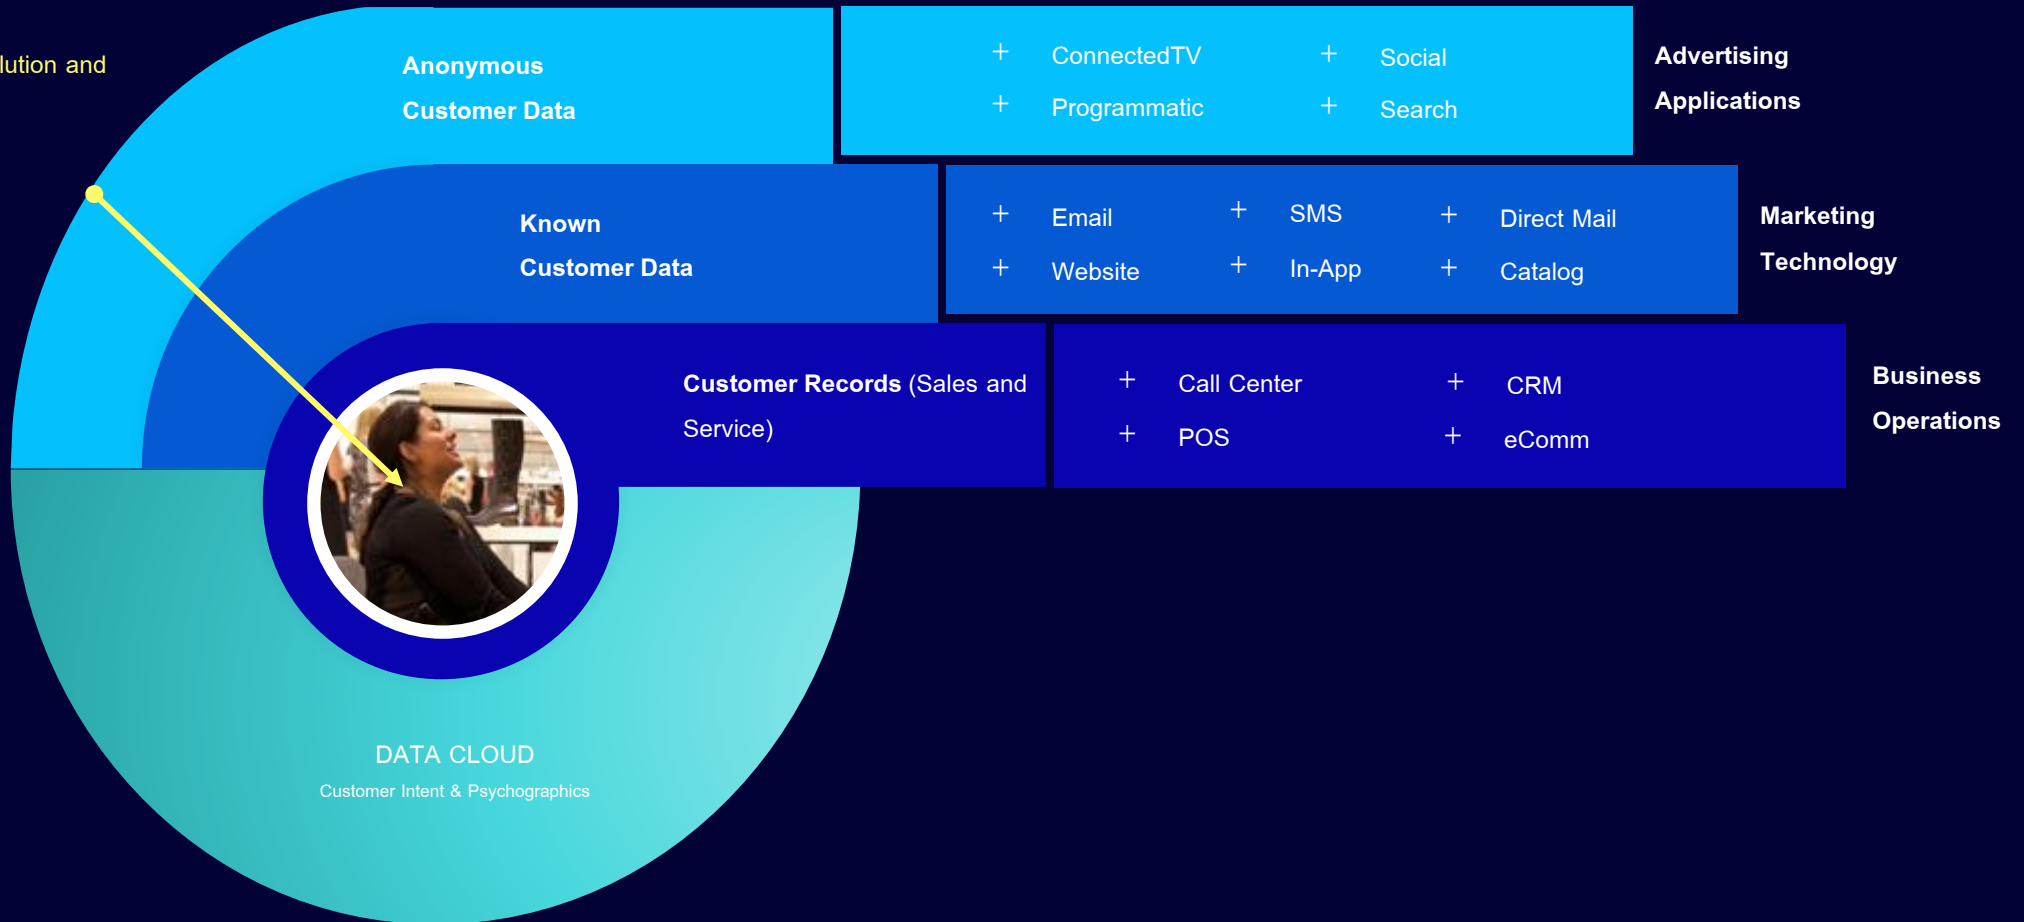 lution and
Anonymous
Customer Data
+ ConnectedTV + Social
+ Programmatic + Search
Advertising
Applications
Known
Customer Data
+ Email + SMS + Direct Mail
+ Website + In-App + Catalog
Marketing
Technology
Customer Records (Sales and
Service)
+ Call Center + CRM
+ POS + eComm
Business
Operations
DATA CLOUD
Customer Intent & Psychographics